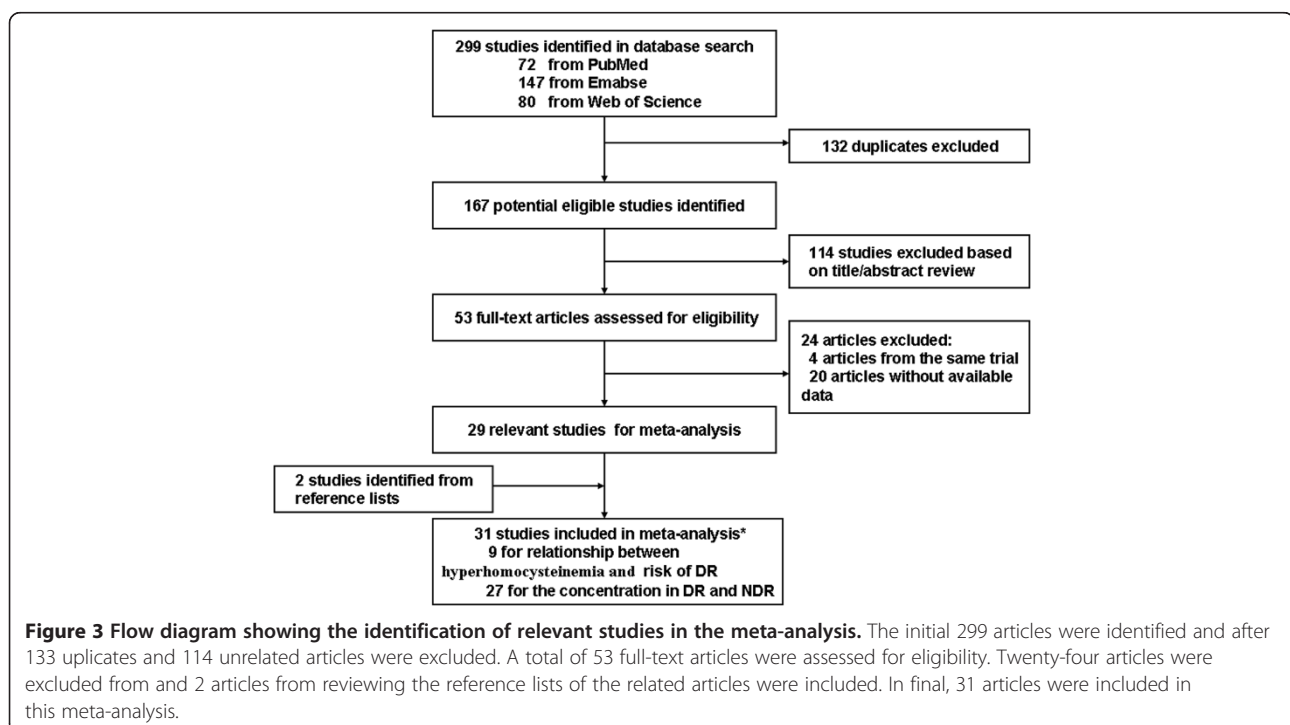 299 studies identified in database search
72 from PubMed
147 from Emabse
80 from Web of Science
132 duplicates excluded
167 potential eligible studies identified
114 studies excluded based
on title/abstract review
53 full-text articles assessed for eligibility
24 articles excluded:
4 articles from the same trial
20 articles without available
data
29 relevant studies for meta-analysis
2 studies identified from
reference lists
31 studies included in meta-analysis*
9 for relationship between
hyperhomocysteinemia and risk of DR
27 for the concentration in DR and NDR
Figure 3 Flow diagram showing the identification of relevant studies in the meta-analysis. The initial 299 articles were identified and after
133 uplicates and 114 unrelated articles were excluded. A total of 53 full-text articles were assessed for eligibility. Twenty-four articles were
excluded from and 2 articles from reviewing the reference lists of the related articles were included. In final, 31 articles were included in
this meta-analysis.